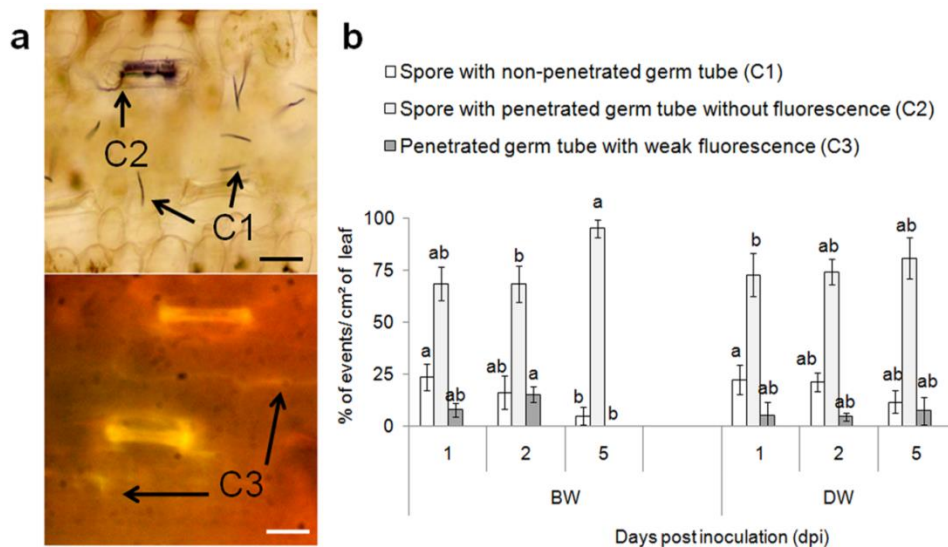 a
C2
C1
C3
b
Spore with non-penetrated germ tube (C1)
Spore with penetrated germ tube without fluorescence (C2)
Penetrated germ tube with weak fluorescence (C3)
% of events/cm² of leaf
100
75
50
25
0
a
ab
ab
ab
b
a
b
a
b
a
b
ab
ab
ab
ab
ab
ab
ab
1
2
5
1
2
5
BW
DW
Days post inoculation (dpi)